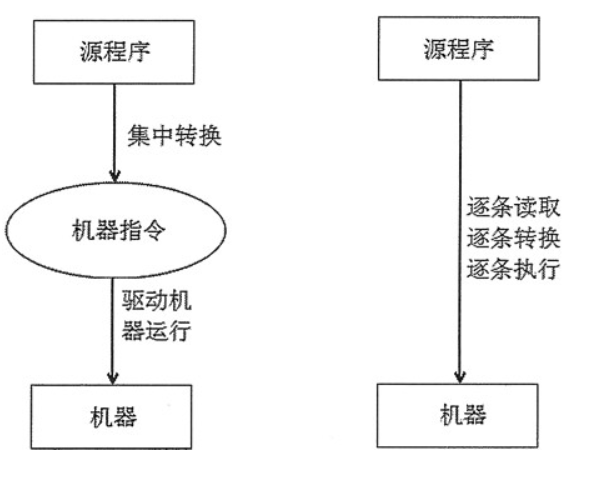 源程序
集中转换
机器指令
驱动机
器运行
机器
源程序
逐条读取
逐条转换
逐条执行
机器